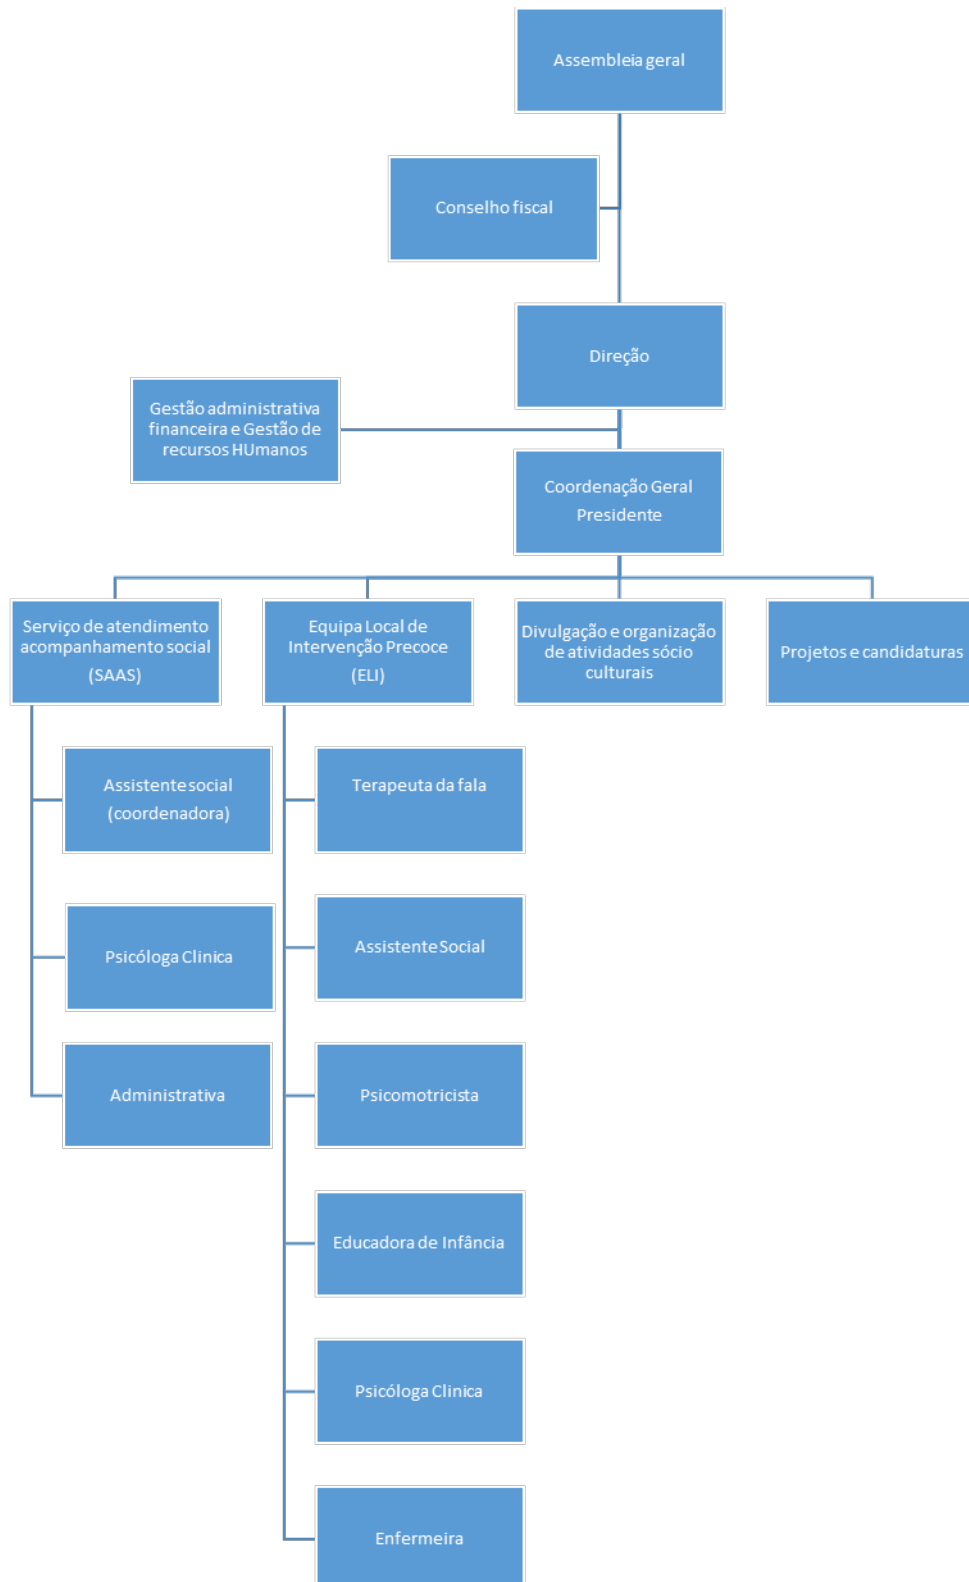 Assembleia geral
Conselho fiscal
Direção
Gestão administrativa
financeira e Gestão de
recursos HUmanos
Coordenação Geral
Presidente
Serviço de atendimento
acompanhamento social
(SAAS)
Equipa Local de
Intervenção Precoce
(ELI)
Divulgação e organização
de atividades sócio
culturais
Projetos e candidaturas
Assistente social
(coordenadora)
Psicóloga Clinica
Administrativa
Terapeuta da fala
Assistente Social
Psicomotricista
Educadora de Infância
Psicóloga Clinica
Enfermeira